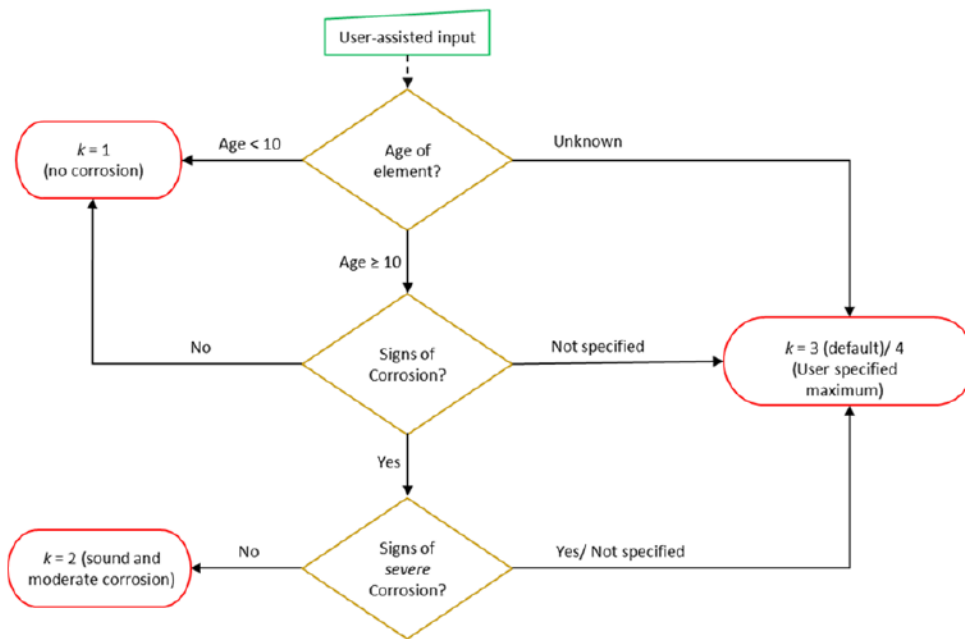 User-assisted input
Age < 10
Unknown
k = 1
(no corrosion)
Age of
element?
Age ≥ 10
No
Not specified
Signs of
Corrosion?
k = 3 (default)/ 4
(User specified
maximum)
Yes
No
Yes/ Not specified
k = 2 (sound and
moderate corrosion)
Signs of
severe
Corrosion?